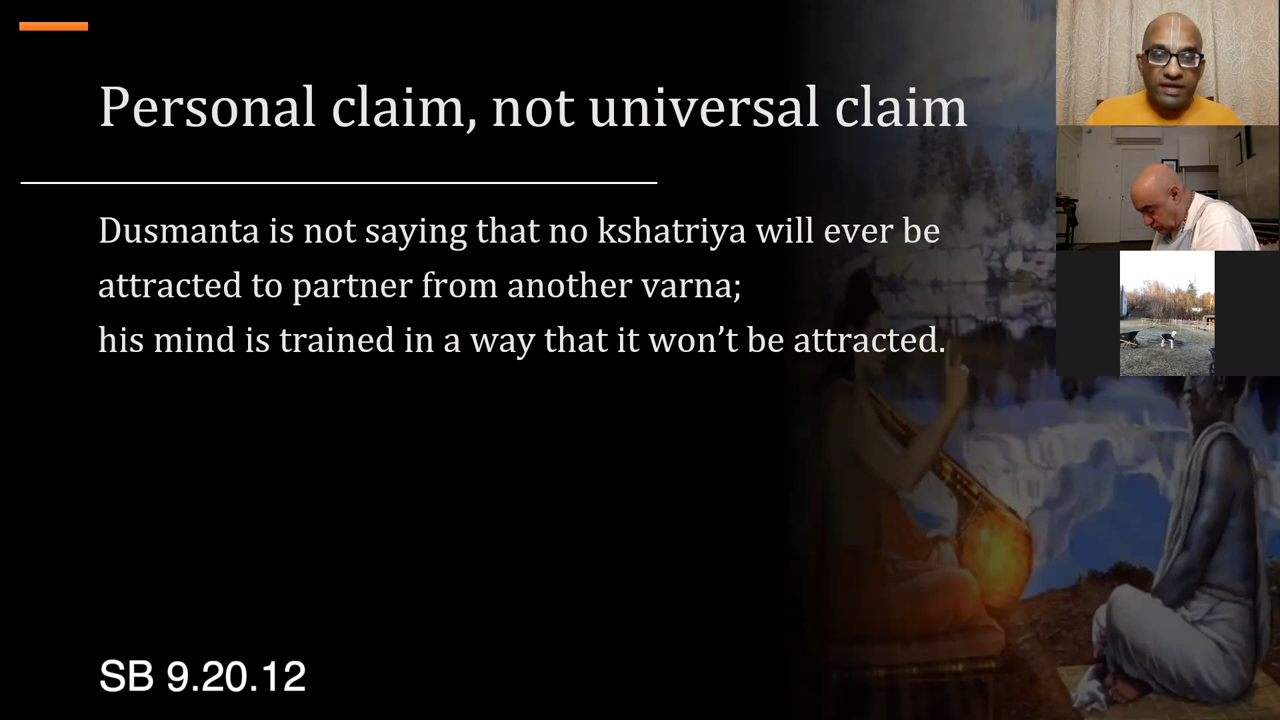 Personal claim, not universal claim
Dusmanta is not saying that no kshatriya will ever be
attracted to partner from another varna;
his mind is trained in a way that it won’t be attracted.
SB 9.20.12